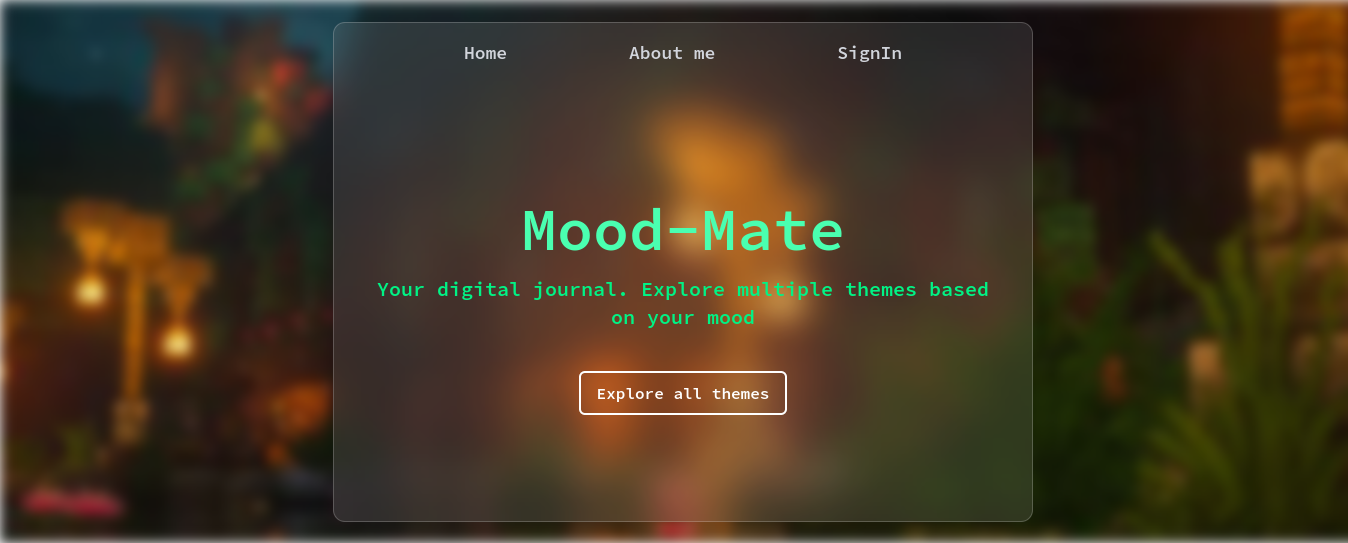 Home About me SignIn
Mood-Mate
Your digital journal. Explore multiple themes based
on your mood
Explore all themes